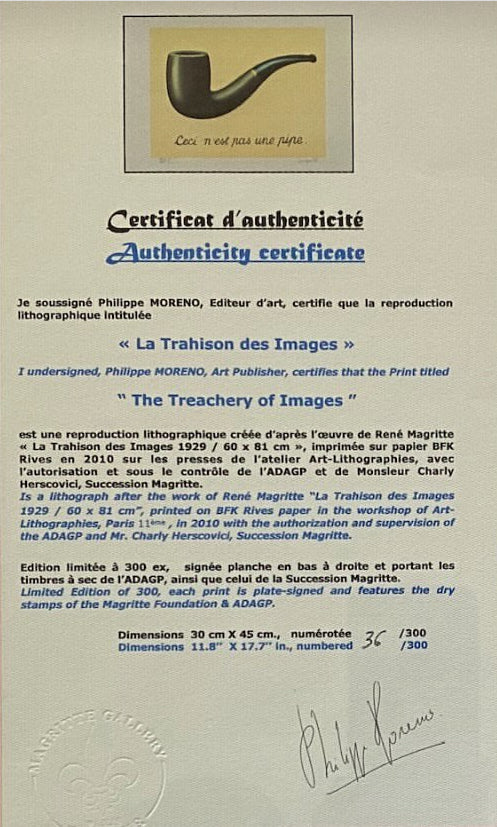 Ceci n'est pas une pipe.
Certificat d'authenticité
Authenticity certificate
Je soussigné Philippe MORENO, Editeur d'art, certifie que la reproduction
lithographique intitulée
« La Trahison des Images »
I undersigned, Philippe MORENO, Art Publisher, certifies that the Print titled
“ The Treachery of Images ”
est une reproduction lithographique créée d'après l'œuvre de René Magritte
« La Trahison des Images 1929 / 60 x 81 cm », imprimée sur papier BFK
Rives en 2010 sur les presses de l'atelier Art-Lithographies, avec
l'autorisation et sous le contrôle de l'ADAGP et de Monsieur Charly
Herscovici, Succession Magritte.
Is a lithograph after the work of René Magritte “La Trahison des Images
1929 / 60 x 81 cm”, printed on BFK Rives paper in the workshop of Art-
Lithographies, Paris 11ème, in 2010 with the authorization and supervision of
the ADAGP and Mr. Charly Herscovici, Succession Magritte.
Edition limitée à 300 ex, signée planche en bas à droite et portant les
timbres à sec de l'ADAGP, ainsi que celui de la Succession Magritte.
Limited Edition of 300, each print is plate-signed and features the dry
stamps of the Magritte Foundation & ADAGP.
Dimensions 30 cm X 45 cm., numérotée 36 /300
Dimensions 11.8” X 17.7” in., numbered /300
MAGRITTE GALLERY
Philippe Moreno